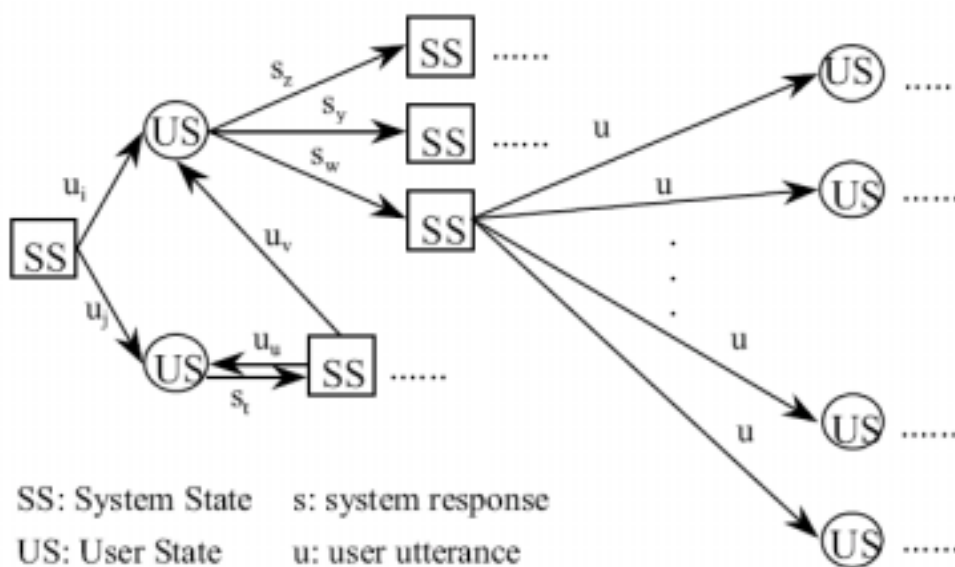 SS ......
US ......
s_z
s_y
SS ......
u
US
s_w
u
US ......
u_i
SS
u_v
SS
.
.
.
u_j
u_u
u
US
SS ......
s_t
u
US ......
SS: System State s: system response
US: User State u: user utterance
US ......